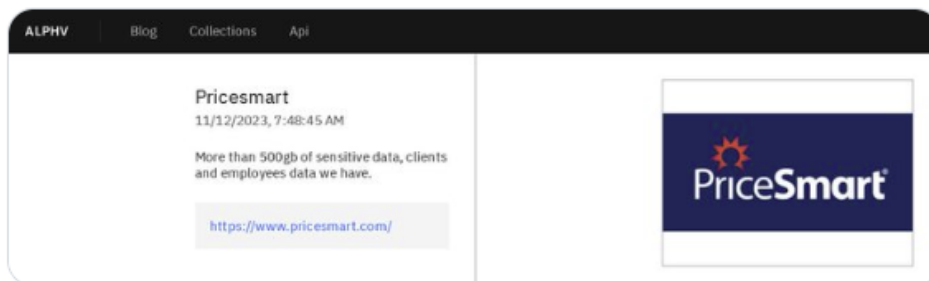 ALPHV Blog Collections Api
Pricesmart
11/12/2023, 7:48:45 AM
More than 500gb of sensitive data, clients
and employees data we have.
https://www.pricesmart.com/
PriceSmart